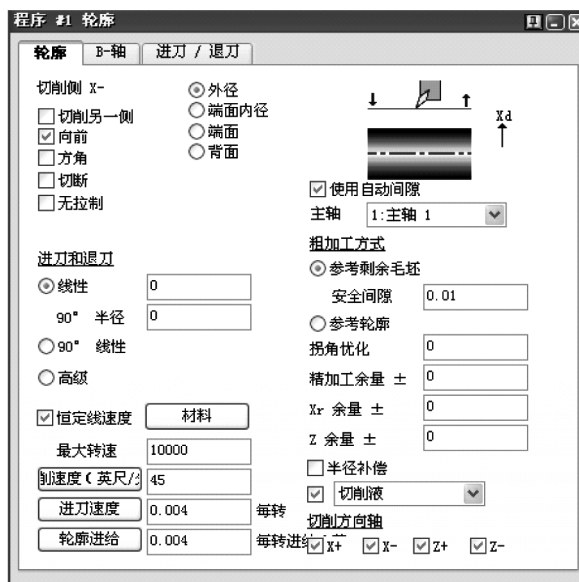 程序 #1 轮廓
轮廓
B-轴
进刀 / 退刀
切削侧 X-
切削另一侧
向前
方角
切断
无拉制
外径
端面内径
端面
背面
Xd
使用自动间隙
主轴
1:主轴 1
进刀和退刀
线性
0
90° 半径
0
90° 线性
高级
粗加工方式
参考剩余毛坯
安全间隙
0.01
参考轮廓
拐角优化
0
精加工余量 ±
0
Xr 余量 ±
0
Z 余量 ±
0
恒定线速度
材料
最大转速
10000
削速度(英尺/
45
进刀速度
0.004
每转
轮廓进给
0.004
每转进给
半径补偿
切削液
切削方向轴
X+
X-
Z+
Z-